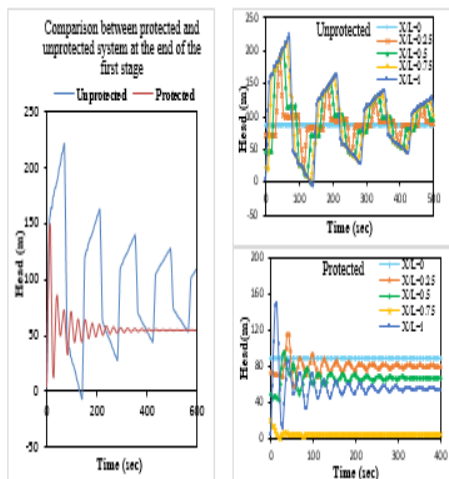 Comparison between protected and
unprotected system at the end of the
first stage
Unprotected Protected
250
200
150
100
50
0
-50
Head (m)
0 200 400 600
Time (sec)
Unprotected
X/L=0
X/L=0.25
X/L=0.5
X/L=0.75
X/L=1
250
200
150
100
50
0
-50
Head (m)
0 100 200 300 400 500
Time (sec)
Protected
X/L=0
X/L=0.25
X/L=0.5
X/L=0.75
X/L=1
200
160
120
80
40
0
Head(m)
0 100 200 300 400
Time (sec)